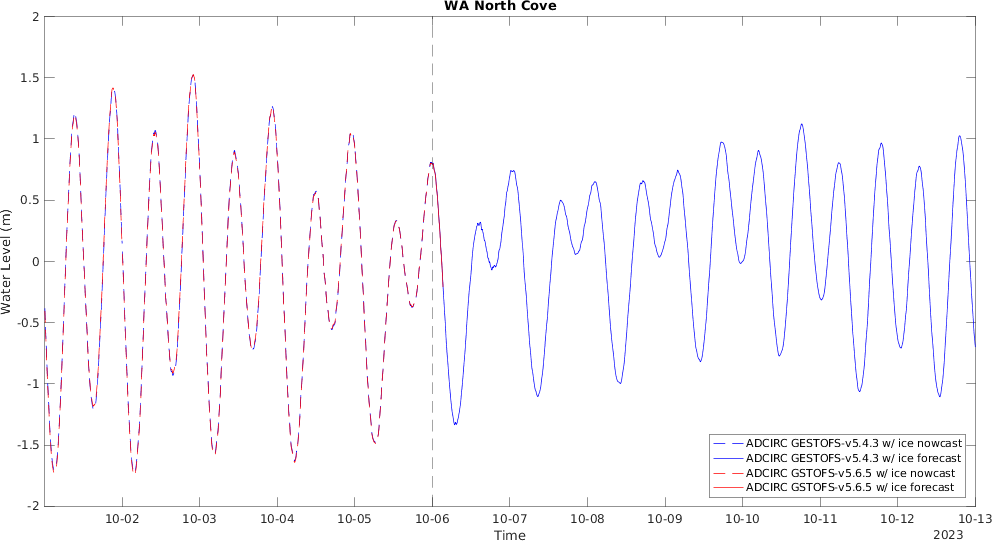 WA North Cove
2
1.5
1
0.5
0
-0.5
-1
-1.5
-2
Water Level (m)
10-02 10-03 10-04 10-05 10-06 10-07 10-08 10-09 10-10 10-11 10-12 10-13
Time
2023
ADCIRC GESTOFS-v5.4.3 w/ ice nowcast
ADCIRC GESTOFS-v5.4.3 w/ ice forecast
ADCIRC GSTOFS-v5.6.5 w/ ice nowcast
ADCIRC GSTOFS-v5.6.5 w/ ice forecast